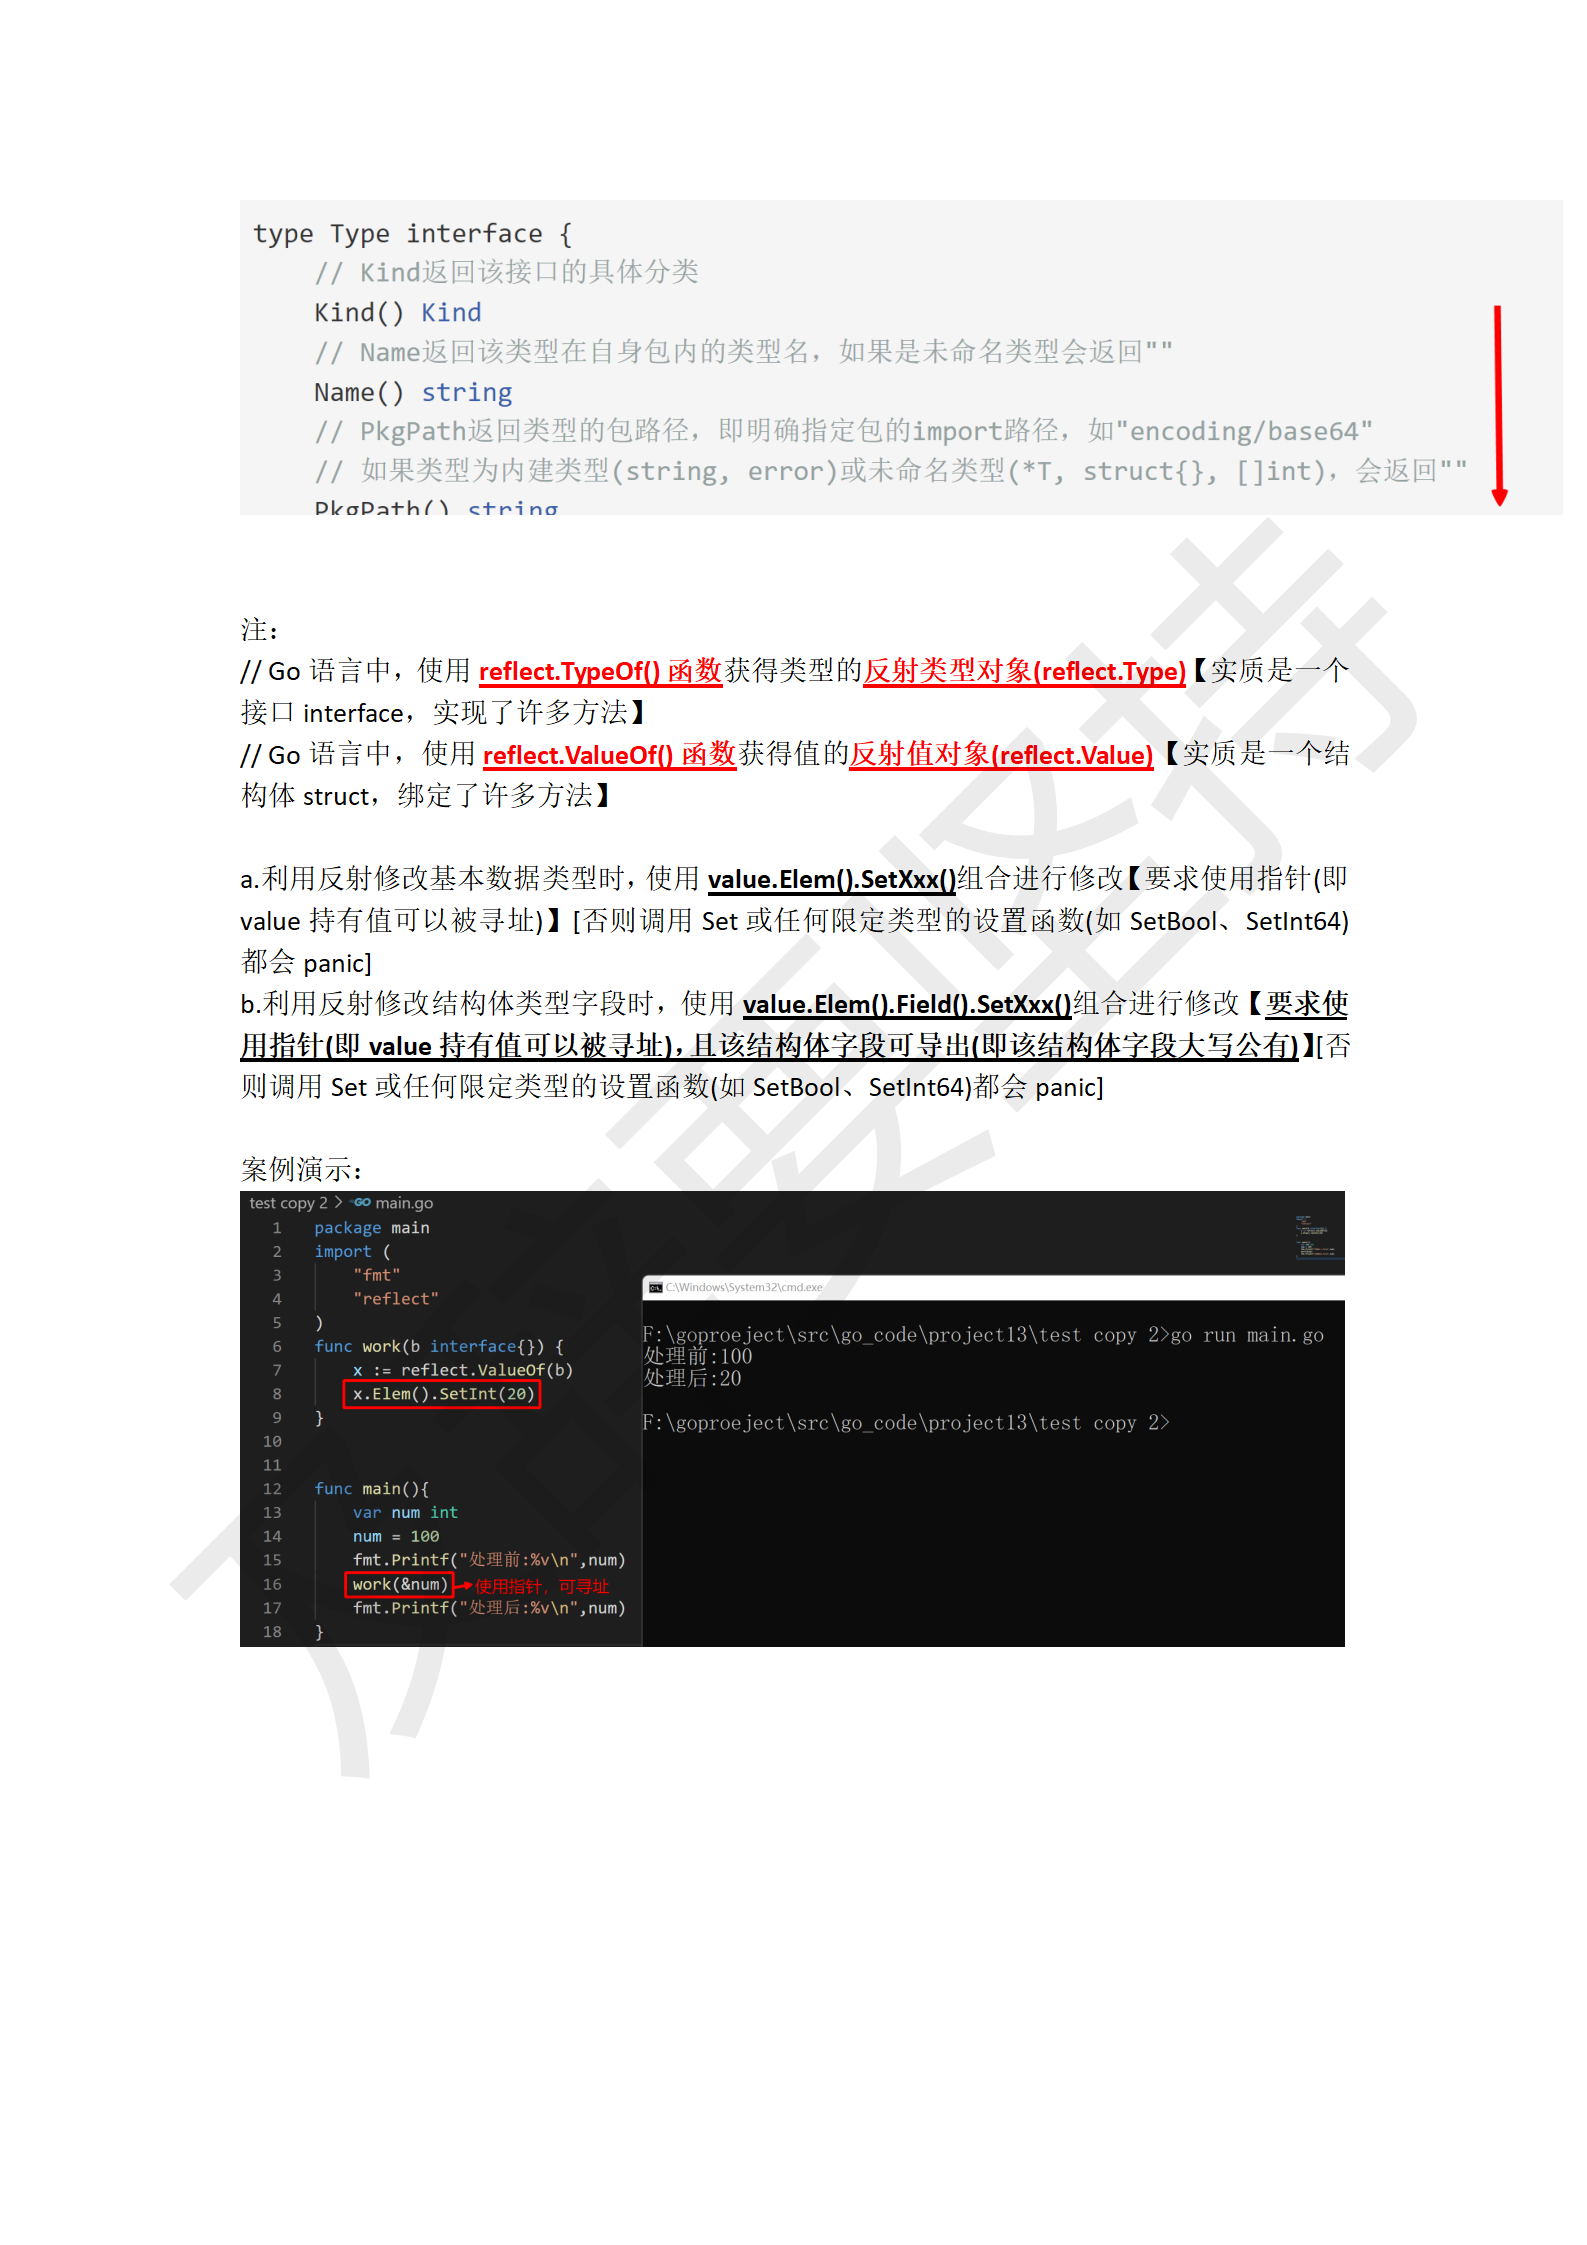 type Type interface {
// Kind返回该接口的具体分类
Kind() Kind
// Name返回该类型在自身包内的类型名，如果是未命名类型会返回""
Name() string
// PkgPath返回类型的包路径，即明确指定包的import路径，如"encoding/base64"
// 如果类型为内建类型(string, error)或未命名类型(*T, struct{}, []int)，会返回""
PkgPath() string
注：
// Go 语言中，使用 reflect.TypeOf() 函数获得类型的反射类型对象(reflect.Type)【实质是一个
接口 interface，实现了许多方法】
// Go 语言中，使用 reflect.ValueOf() 函数获得值的反射值对象(reflect.Value)【实质是一个结
构体 struct，绑定了许多方法】
a.利用反射修改基本数据类型时，使用 value.Elem().SetXxx()组合进行修改【要求使用指针(即
value 持有值可以被寻址)】[否则调用 Set 或任何限定类型的设置函数(如 SetBool、SetInt64)
都会 panic]
b.利用反射修改结构体类型字段时，使用 value.Elem().Field().SetXxx()组合进行修改【要求使
用指针(即 value 持有值可以被寻址)，且该结构体字段可导出(即该结构体字段大写公有)】[否
则调用 Set 或任何限定类型的设置函数(如 SetBool、SetInt64)都会 panic]
案例演示：
test copy 2 > GO main.go
1 package main
2 import (
3 "fmt"
4 "reflect"
5 )
6 func work(b interface{}) {
7 x := reflect.ValueOf(b)
8 x.Elem().SetInt(20)
9 }
10
11
12 func main(){
13 var num int
14 num = 100
15 fmt.Printf("处理前:%v\n",num)
16 work(&num) 使用指针，可寻址
17 fmt.Printf("处理后:%v\n",num)
18 }
C:\Windows\System32\cmd.exe
F:\goproeject\src\go_code\project13\test copy 2>go run main.go
处理前:100
处理后:20
F:\goproeject\src\go_code\project13\test copy 2>